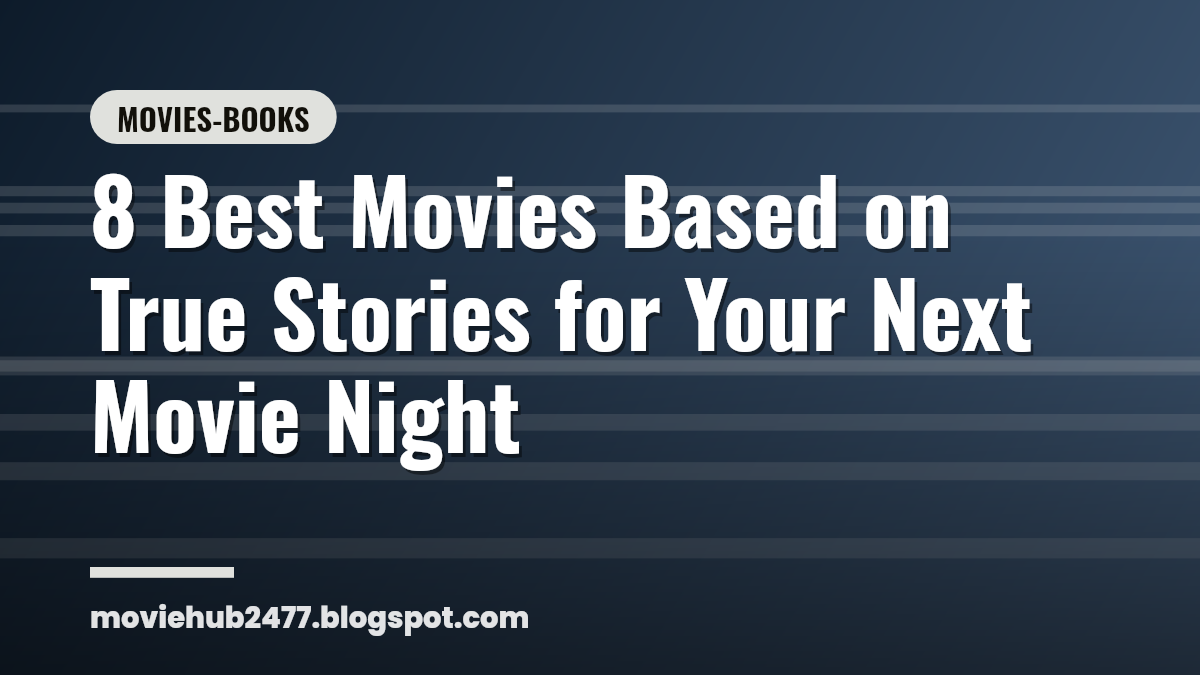 MOVIES-BOOKS
8 Best Movies Based on
True Stories for Your Next
Movie Night
moviehub2477.blogspot.com